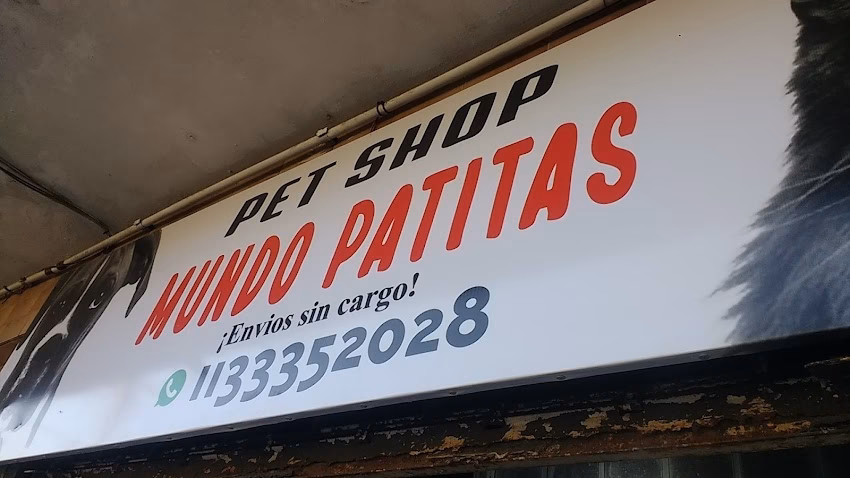 PET SHOP
MUNDO PATITAS
¡Envios sin cargo!
1133352028